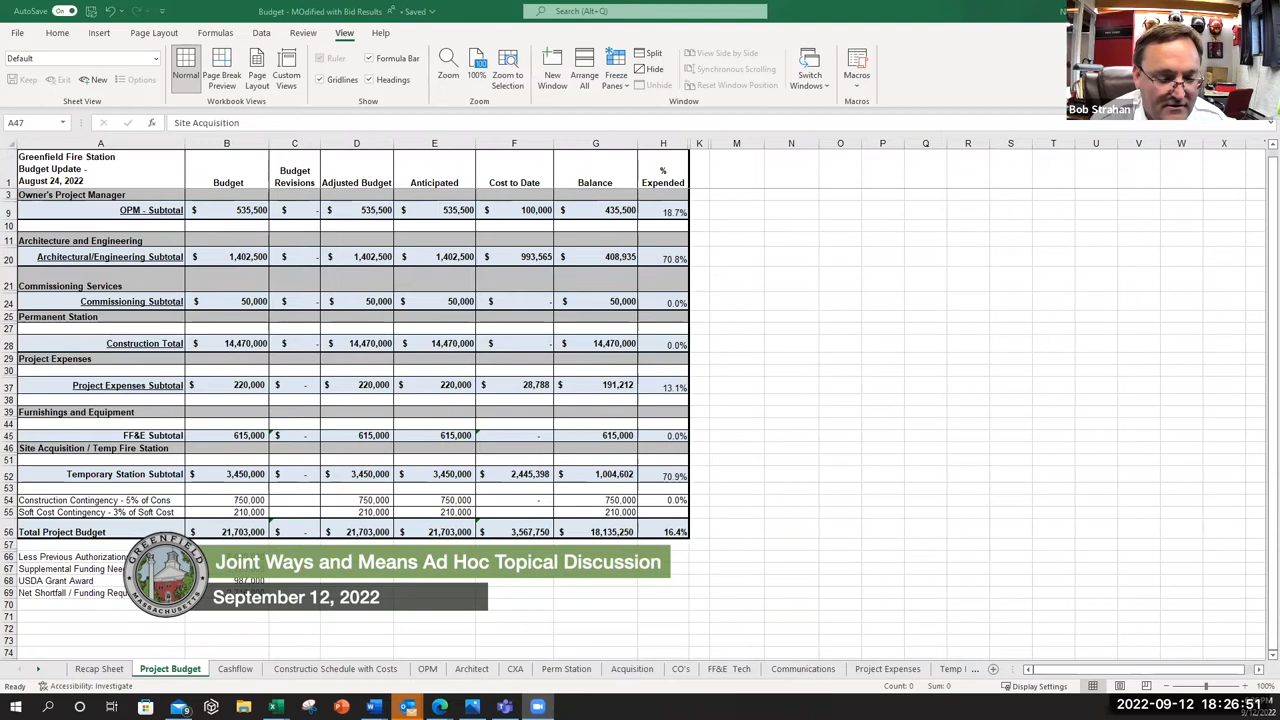 AutoSave On Budget - MOdified with Bid Results • Saved Search (Alt+Q)
File Home Insert Page Layout Formulas Data Review View Help
Default
Keep Exit New Options
Sheet View
Normal Page Break Preview Page Layout Custom Views
Workbook Views
Ruler Formula Bar
Gridlines Headings
Show
Zoom 100% Zoom to Selection
Zoom
New Window Arrange All Freeze Panes
Split
Hide
Unhide
View Side by Side
Synchronous Scrolling
Reset Window Position
Switch Windows
Window
Macros
Macros
Bob Strahan
A47 fx Site Acquisition
A B C D E F G H K M N O P Q R S T U V W X
Greenfield Fire Station
Budget Update -
August 24, 2022
1 Budget Budget Revisions Adjusted Budget Anticipated Cost to Date Balance % Expended
3 Owner's Project Manager
9 OPM - Subtotal $ 535,500 $ - $ 535,500 $ 535,500 $ 100,000 $ 435,500 18.7%
10
11 Architecture and Engineering
20 Architectural/Engineering Subtotal $ 1,402,500 $ - $ 1,402,500 $ 1,402,500 $ 993,565 $ 408,935 70.8%
21 Commissioning Services
24 Commissioning Subtotal $ 50,000 $ - $ 50,000 $ 50,000 $ - $ 50,000 0.0%
25 Permanent Station
27
28 Construction Total $ 14,470,000 $ - $ 14,470,000 $ 14,470,000 $ - $ 14,470,000 0.0%
29 Project Expenses
30
37 Project Expenses Subtotal $ 220,000 $ - $ 220,000 $ 220,000 $ 28,788 $ 191,212 13.1%
38
39 Furnishings and Equipment
44
45 FF&E Subtotal 615,000 $ - 615,000 615,000 - 615,000 0.0%
46 Site Acquisition / Temp Fire Station
51
52 Temporary Station Subtotal $ 3,450,000 $ - $ 3,450,000 $ 3,450,000 $ 2,445,398 $ 1,004,602 70.9%
53
54 Construction Contingency - 5% of Cons 750,000 750,000 750,000 - 750,000 0.0%
55 Soft Cost Contingency - 3% of Soft Cost 210,000 210,000 210,000 210,000
56 Total Project Budget $ 21,703,000 $ - $ 21,703,000 $ 21,703,000 $ 3,567,750 $ 18,135,250 16.4%
57
66 Less Previous Authorization
67 Supplemental Funding
68 USDA Grant Award 987,000
69 Net Shortfall / Funding
70
71
72
73
74
GREENFIELD
MASSACHUSETTS
Joint Ways and Means Ad Hoc Topical Discussion
September 12, 2022
Recap Sheet Project Budget Cashflow Constructio Schedule with Costs OPM Architect CXA Perm Station Acquisition CO's FF&E Tech Communications Project Expenses Temp I ...
Ready Accessibility: Investigate Count: 0 Sum: 0 Display Settings 100%
2022-09-12 18:26:51
9/12/2022